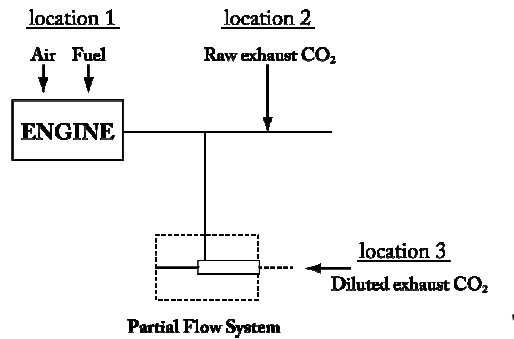 location 1
location 2
Air Fuel
Raw exhaust CO₂
ENGINE
location 3
Diluted exhaust CO₂
Partial Flow System